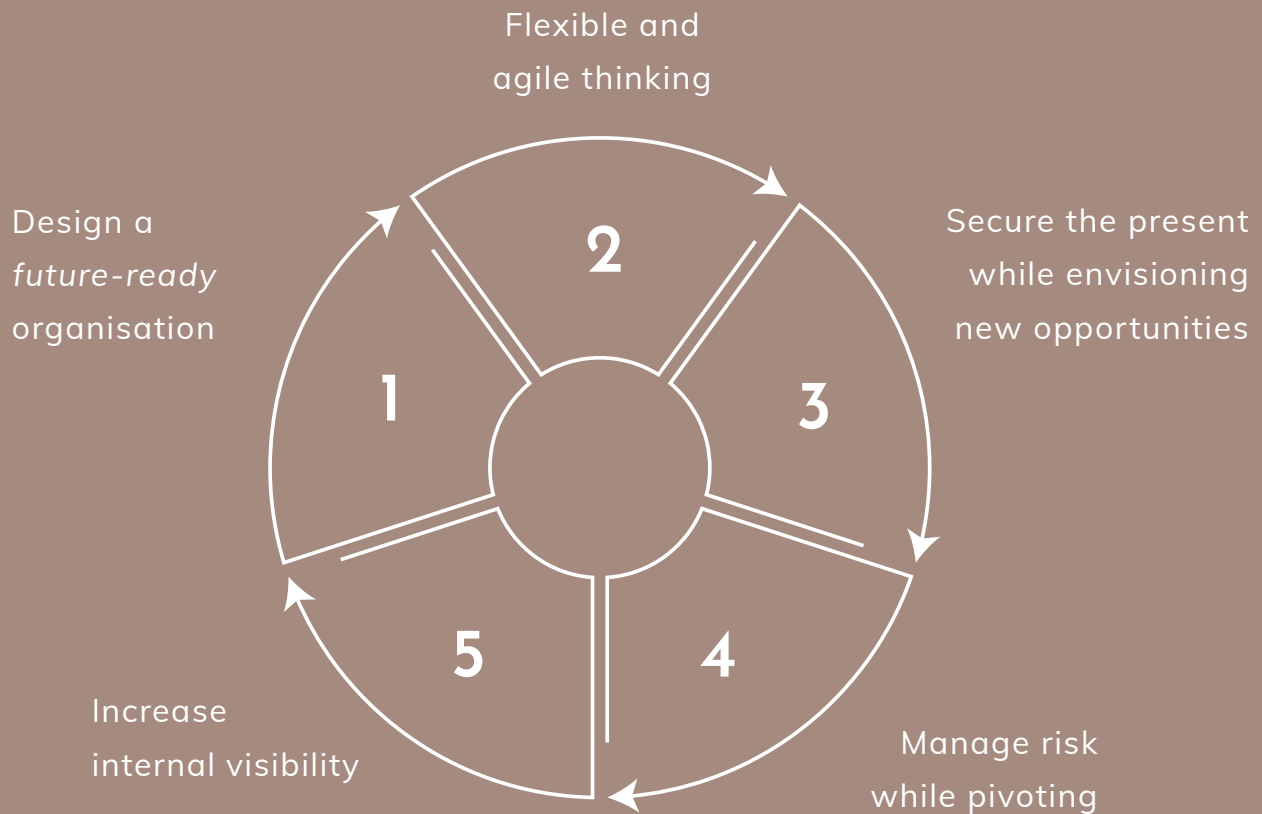 Flexible and
agile thinking
Design a
future-ready
organisation
Secure the present
while envisioning
new opportunities
2
1
3
5
4
Increase
internal visibility
Manage risk
while pivoting